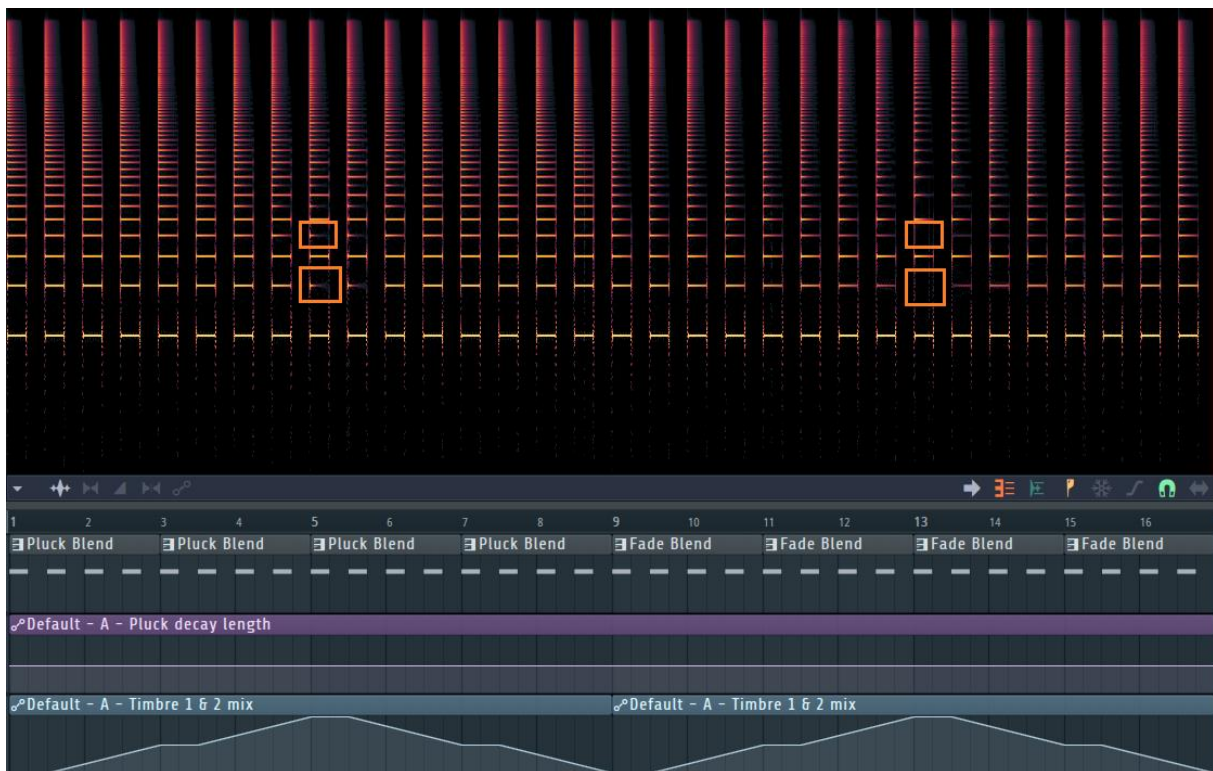 1 2 3 4 5 6 7 8 9 10 11 12 13 14 15 16
Pluck Blend Pluck Blend Pluck Blend Pluck Blend Fade Blend Fade Blend Fade Blend Fade Blend
Default - A - Pluck decay length
Default - A - Timbre 1 & 2 mix Default - A - Timbre 1 & 2 mix